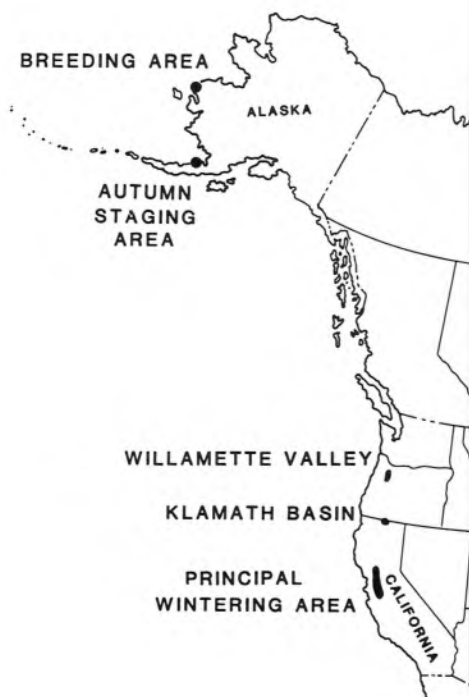 BREEDING AREA
ALASKA
AUTUMN
STAGING
AREA
WILLAMETTE VALLEY
KLAMATH BASIN
PRINCIPAL
WINTERING AREA
CALIFORNIA